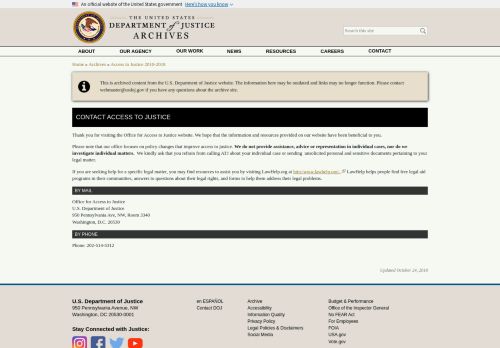 An official website of the United States government Here's how you know
THE UNITED STATES
DEPARTMENT of JUSTICE
ARCHIVES
Search this site
ABOUT OUR AGENCY OUR WORK NEWS RESOURCES CAREERS CONTACT
Home » Archives » Access to Justice 2010-2018
This is archived content from the U.S. Department of Justice website. The information here may be outdated and links may no longer function. Please contact
webmaster@usdoj.gov if you have any questions about the archive site.
CONTACT ACCESS TO JUSTICE
Thank you for visiting the Office for Access to Justice website. We hope that the information and resources provided on our website have been beneficial to you.
Please note that our office focuses on policy changes that improve access to justice. We do not provide assistance, advice or representation in individual cases, nor do we
investigate individual matters. We kindly ask that you refrain from calling ATJ about your individual case or sending unsolicited personal and sensitive documents pertaining to your
legal matter.
If you are seeking help for a specific legal matter, you may find resources to assist you by visiting LawHelp.org at http://www.lawhelp.org/. LawHelp helps people find free legal aid
programs in their communities, answers to questions about their legal rights, and forms to help them address their legal problems.
BY MAIL
Office for Access to Justice
U.S. Department of Justice
950 Pennsylvania Ave, NW, Room 3340
Washington, D.C. 20530
BY PHONE
Phone: 202-514-5312
Updated October 24, 2018
U.S. Department of Justice
950 Pennsylvania Avenue, NW
Washington, DC 20530-0001
Stay Connected with Justice:
en ESPAÑOL
Contact DOJ
Archive
Accessibility
Information Quality
Privacy Policy
Legal Policies & Disclaimers
Social Media
Budget & Performance
Office of the Inspector General
No FEAR Act
For Employees
FOIA
USA.gov
Vote.gov